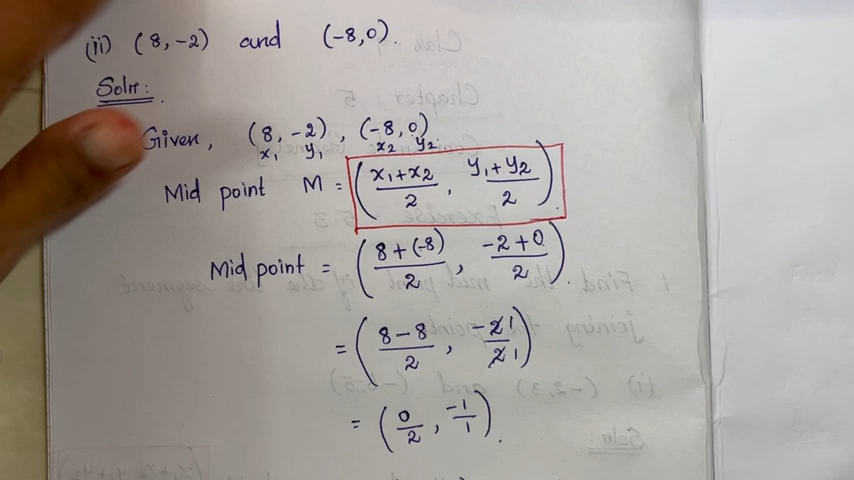 (ii) (8,-2) and (-8,0).
Soln:
Given, (8,-2), (-8,0)
x₁ y₁ x₂ y₂
Mid point M = (x₁+x₂/2, y₁+y₂/2).
Mid point = (8+(-8)/2, -2+0/2).
= (8-8/2, -2 1/2 1)
= (0/2, -1/1).